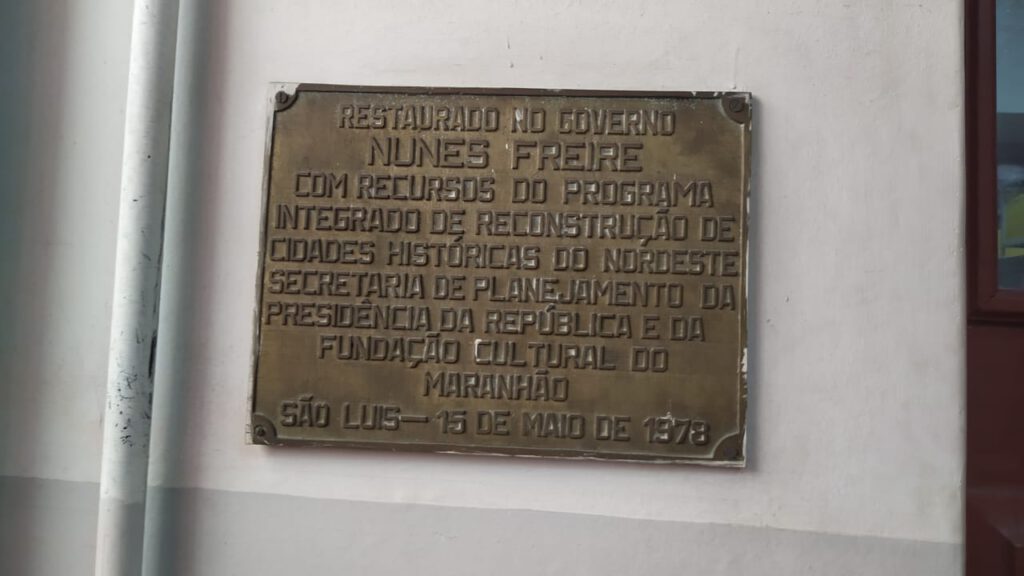 RESTAURADO NO GOVERNO
NUNES FREIRE
COM RECURSOS DO PROGRAMA
INTEGRADO DE RECONSTRUÇÃO DE
CIDADES HISTÓRICAS DO NORDESTE
SECRETARIA DE PLANEJAMENTO DA
PRESIDÊNCIA DA REPÚBLICA E DA
FUNDAÇÃO CULTURAL DO
MARANHÃO
SÃO LUIS—15 DE MAIO DE 1978